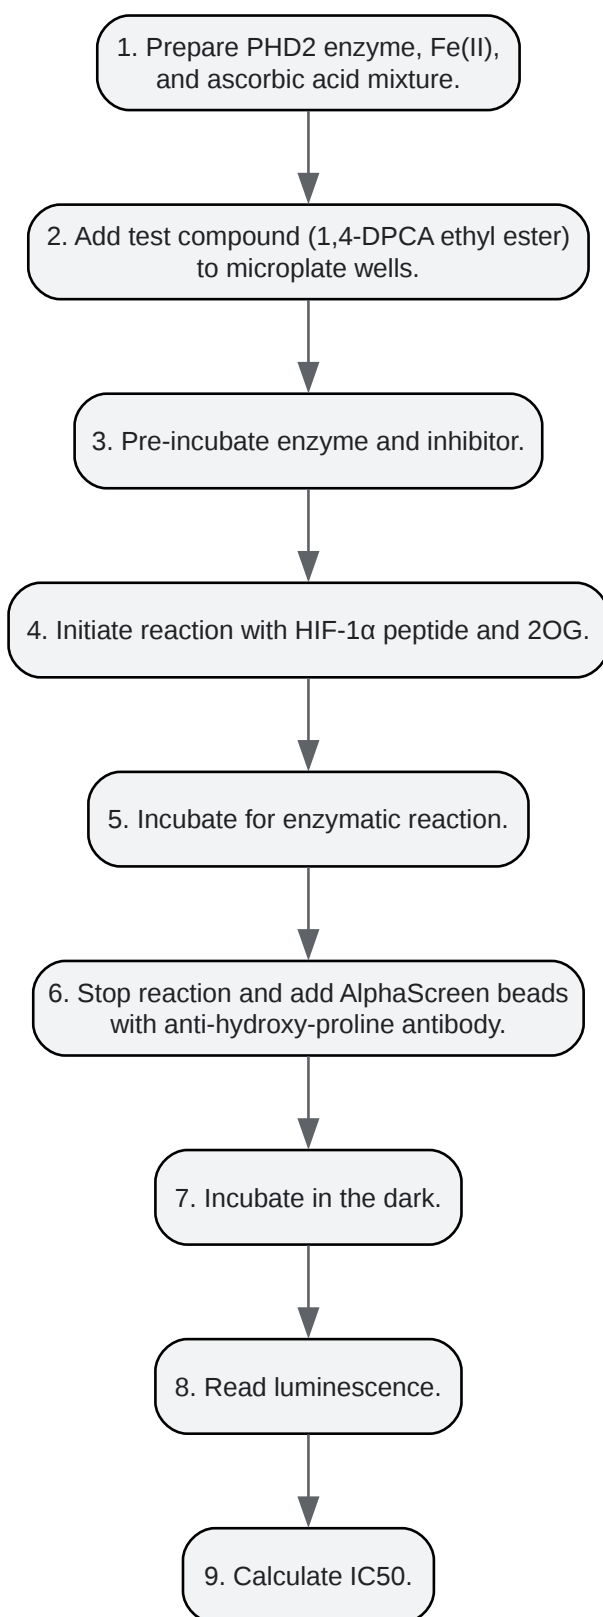 1. Prepare PHD2 enzyme, Fe(II),
and ascorbic acid mixture.
2. Add test compound (1,4-DPCA ethyl ester)
to microplate wells.
3. Pre-incubate enzyme and inhibitor.
4. Initiate reaction with HIF-1α peptide and 2OG.
5. Incubate for enzymatic reaction.
6. Stop reaction and add AlphaScreen beads
with anti-hydroxy-proline antibody.
7. Incubate in the dark.
8. Read luminescence.
9. Calculate IC50.